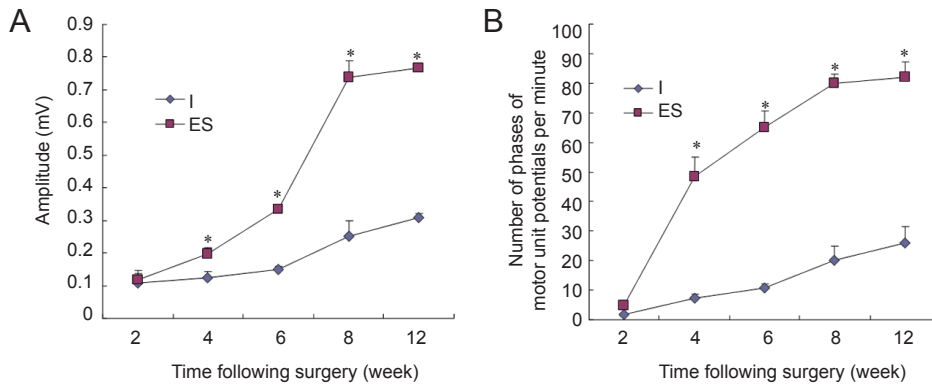 A
0.9
0.8
0.7
0.6
0.5
0.4
0.3
0.2
0.1
0
Amplitude (mV)
I
ES
*
*
*
*
2 4 6 8 12
Time following surgery (week)
B
100
90
80
70
60
50
40
30
20
10
0
Number of phases of
motor unit potentials per minute
I
ES
*
*
*
*
2 4 6 8 12
Time following surgery (week)